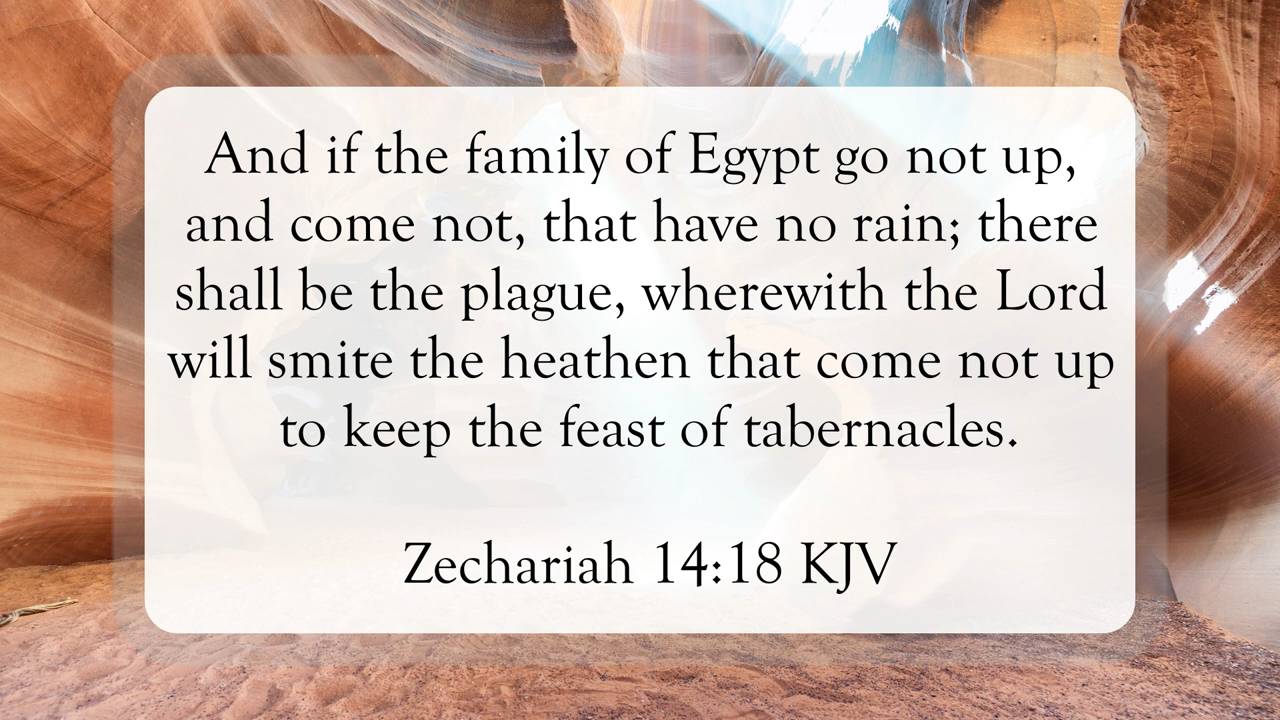 And if the family of Egypt go not up,
and come not, that have no rain; there
shall be the plague, wherewith the Lord
will smite the heathen that come not up
to keep the feast of tabernacles.
Zechariah 14:18 KJV